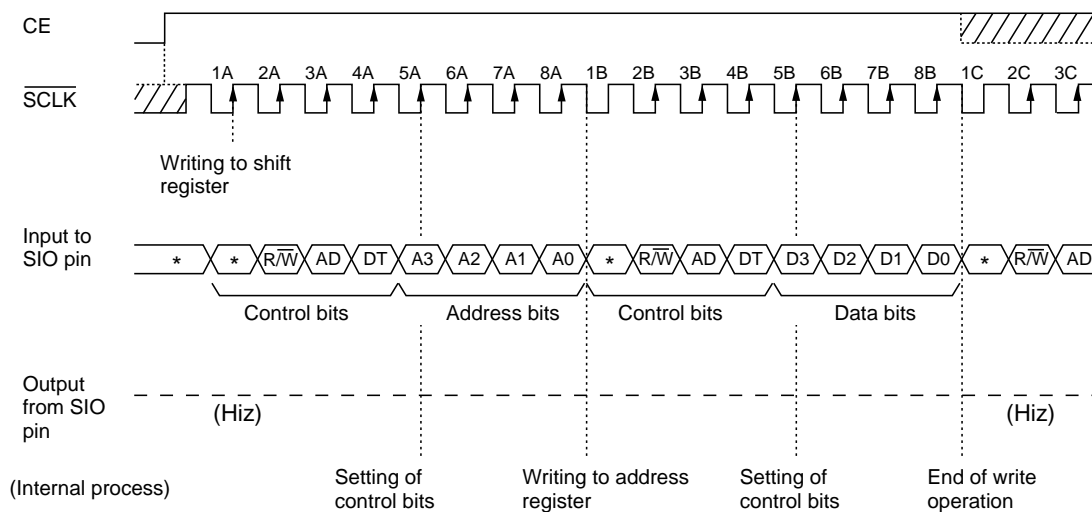 CE
1A 2A 3A 4A 5A 6A 7A 8A 1B 2B 3B 4B 5B 6B 7B 8B 1C 2C 3C
SCLK
Writing to shift
register
Input to
SIO pin
* * R/W AD DT A3 A2 A1 A0 * R/W AD DT D3 D2 D1 D0 * R/W AD
Control bits Address bits Control bits Data bits
Output
from SIO
pin
(Hiz) (Hiz)
(Internal process)
Setting of
control bits
Writing to address
register
Setting of
control bits
End of write
operation